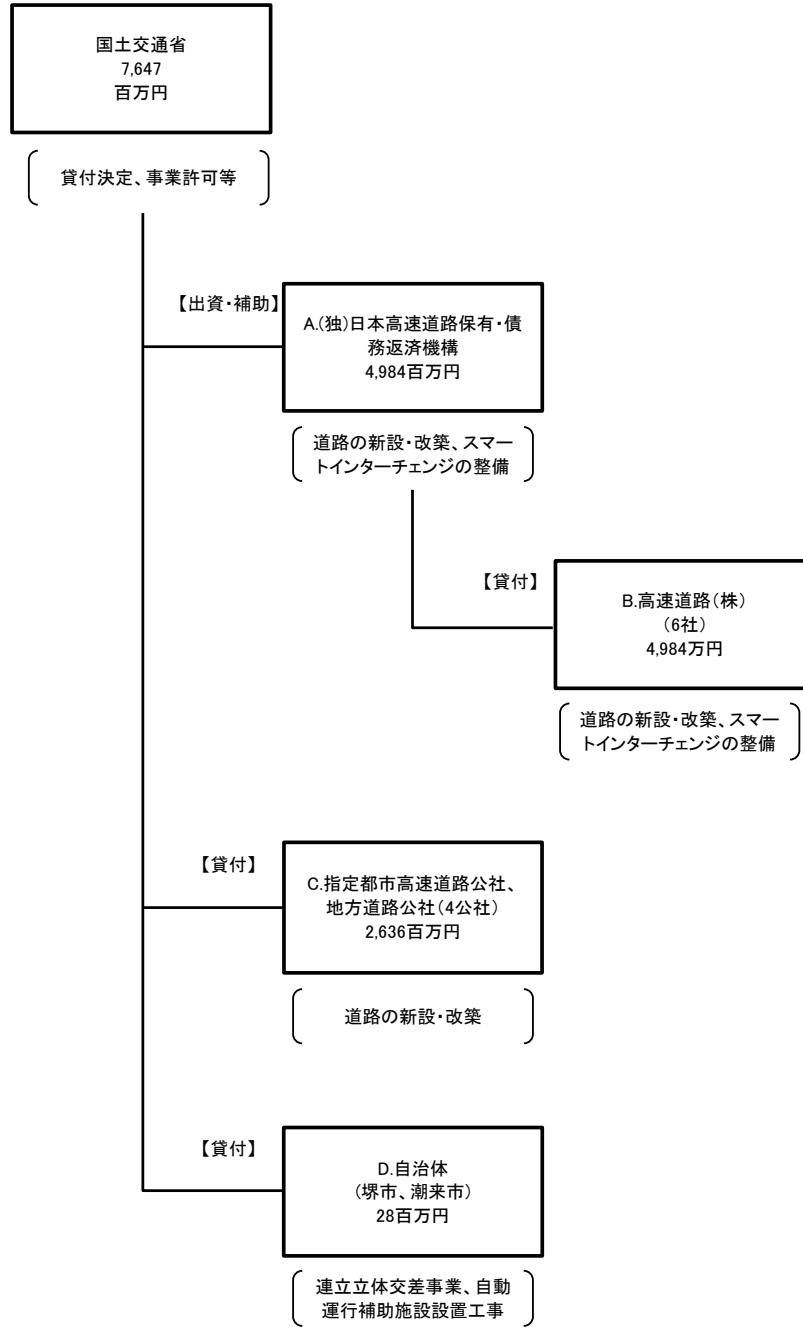 国土交通省
7,647
百万円
貸付決定、事業許可等
【出資・補助】
A.(独)日本高速道路保有・債
務返済機構
4,984百万円
道路の新設・改築、スマー
トインターチェンジの整備
【貸付】
B.高速道路(株)
(6社)
4,984万円
道路の新設・改築、スマー
トインターチェンジの整備
【貸付】
C.指定都市高速道路公社、
地方道路公社(4公社)
2,636百万円
道路の新設・改築
【貸付】
D.自治体
(堺市、潮来市)
28百万円
連立立体交差事業、自動
運行補助施設設置工事